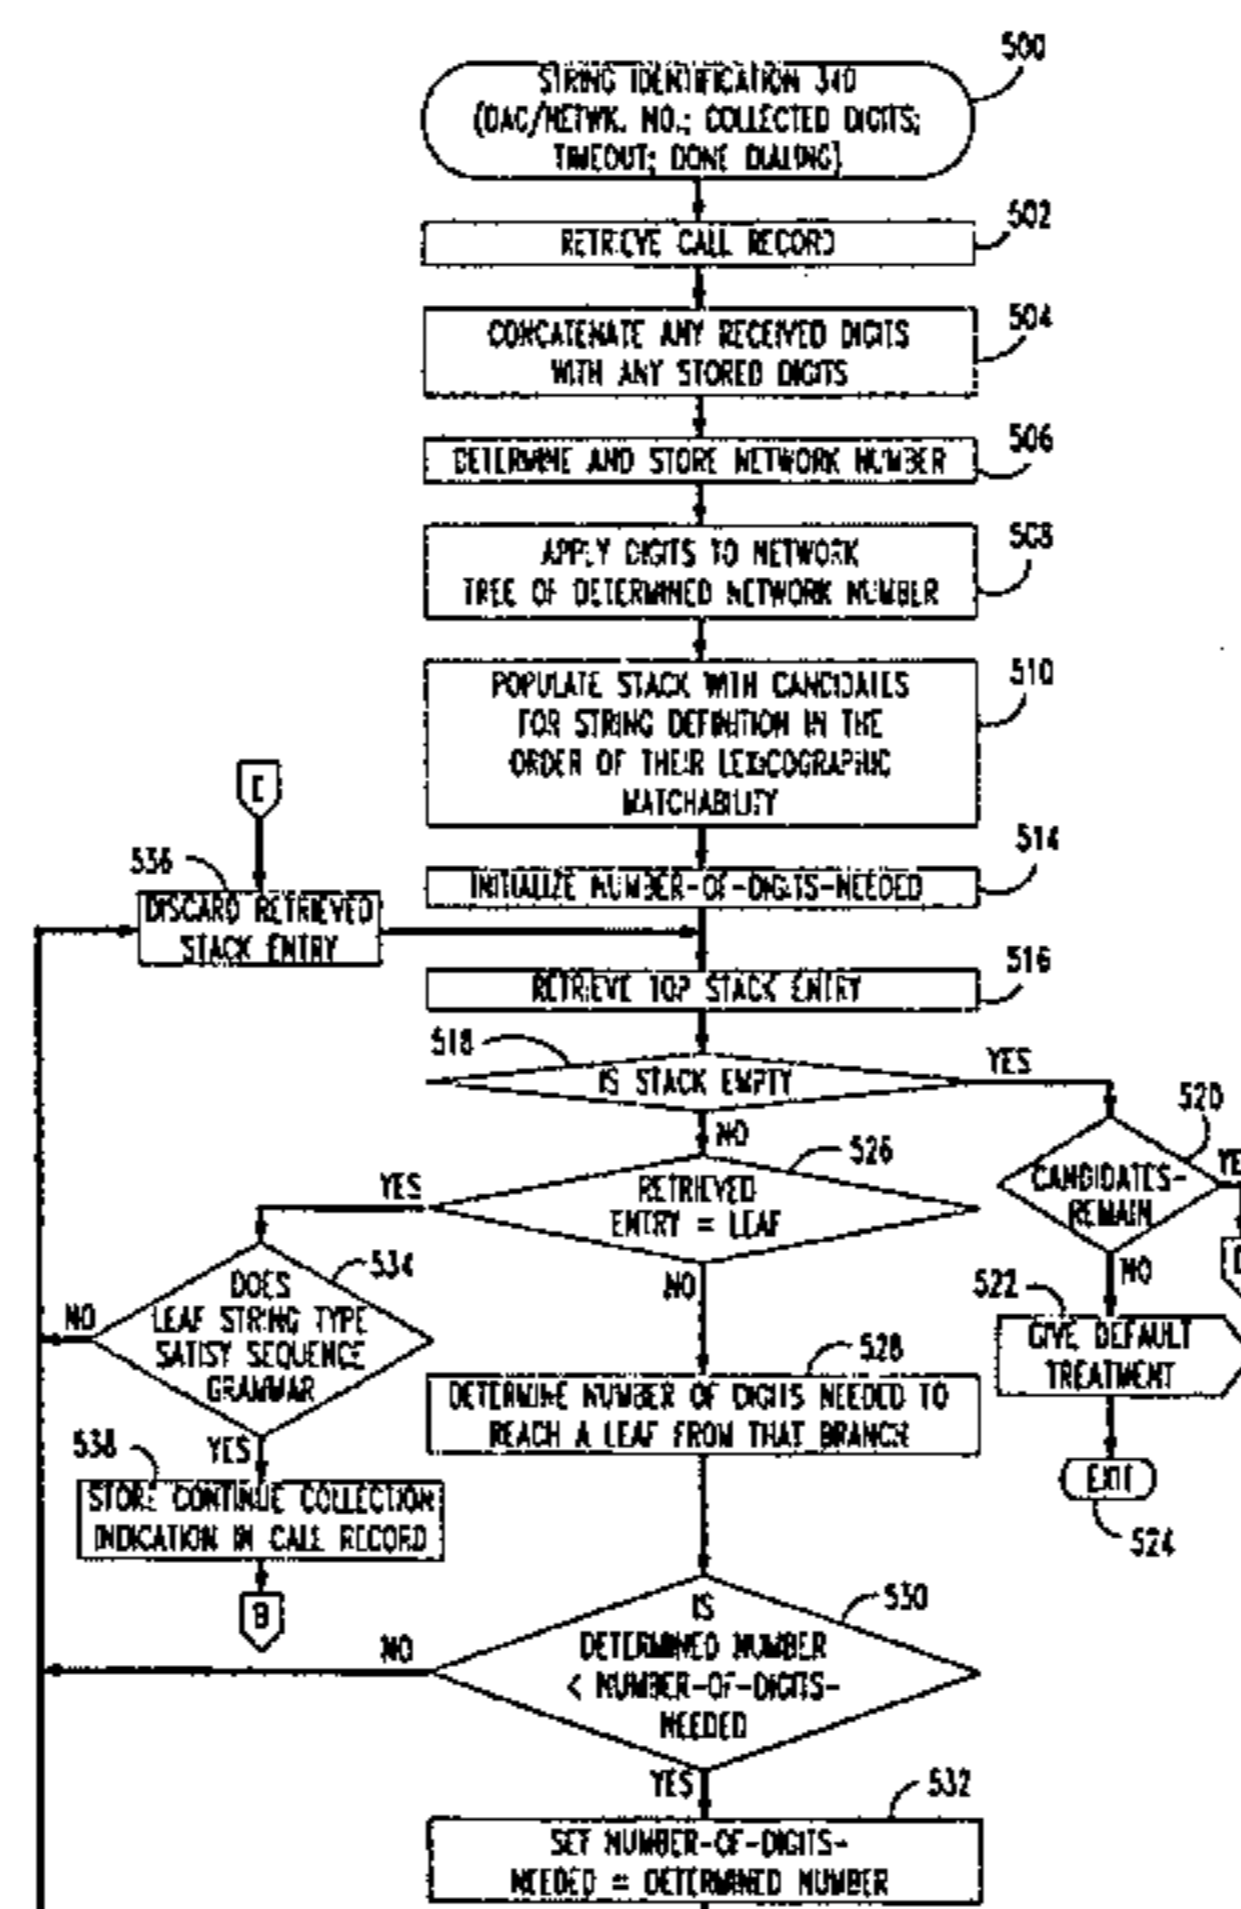 500
STRING IDENTIFICATION 340
(DAC/NETWK. NO.; COLLECTED DIGITS;
TIMEOUT; DONE DIALING)
502
RETRIEVE CALL RECORD
504
CONCATENATE ANY RECEIVED DIGITS
WITH ANY STORED DIGITS
506
DETERMINE AND STORE NETWORK NUMBER
508
APPLY DIGITS TO NETWORK
TREE OF DETERMINED NETWORK NUMBER
510
POPULATE STACK WITH CANDIDATES
FOR STRING DEFINITION IN THE
ORDER OF THEIR LEXICOGRAPHIC
MATCHABILITY
514
INITIALIZE NUMBER-OF-DIGITS-NEEDED
536
DISCARD RETRIEVED
STACK ENTRY
516
RETRIEVE TOP STACK ENTRY
518
IS STACK EMPTY
YES
NO
520
CANDIDATES-
REMAIN
NO
522
GIVE DEFAULT
TREATMENT
EXIT
524
526
RETRIEVED
ENTRY = LEAF
YES
NO
534
DOES
LEAF STRING TYPE
SATISY SEQUENCE
GRAMMAR
NO
YES
538
STORE CONTINUE COLLECTION
INDICATION IN CALL RECORD
B
528
DETERMINE NUMBER OF DIGITS NEEDED TO
REACH A LEAF FROM THAT BRANCH
530
IS
DETERMINED NUMBER
< NUMBER-OF-DIGITS-
NEEDED
NO
YES
532
SET NUMBER-OF-DIGITS-
NEEDED = DETERMINED NUMBER